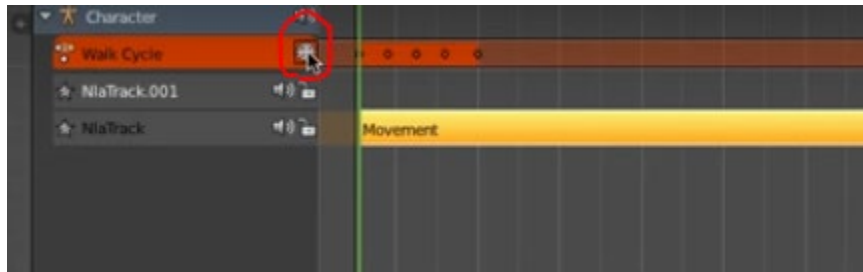 Character
Walk Cycle
NlaTrack.001
NlaTrack
Movement